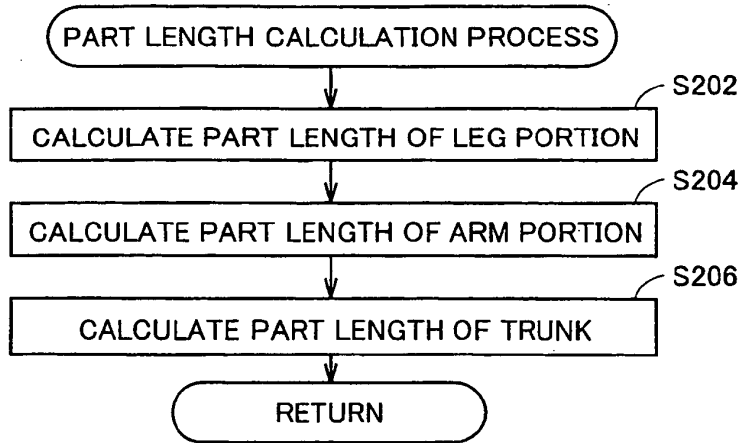 PART LENGTH CALCULATION PROCESS
S202
CALCULATE PART LENGTH OF LEG PORTION
S204
CALCULATE PART LENGTH OF ARM PORTION
S206
CALCULATE PART LENGTH OF TRUNK
RETURN